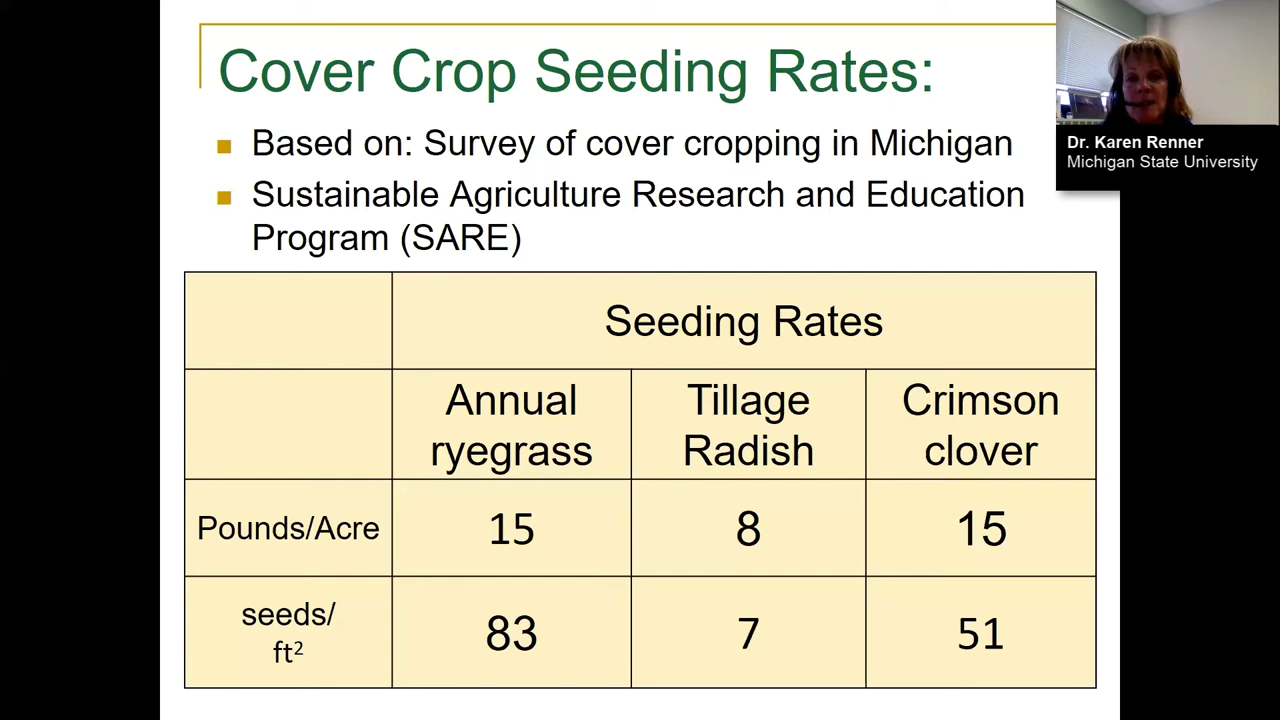 Cover Crop Seeding Rates:
Based on: Survey of cover cropping in Michigan
Sustainable Agriculture Research and Education
Program (SARE)
Dr. Karen Renner
Michigan State University
Seeding Rates
Annual ryegrass
Tillage Radish
Crimson clover
Pounds/Acre 15 8 15
seeds/ ft² 83 7 51